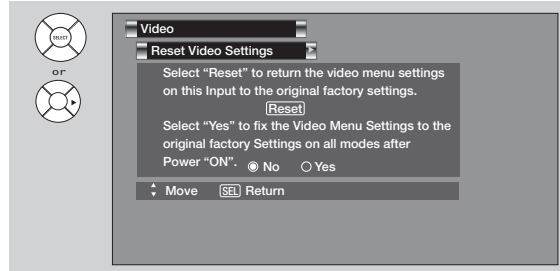 SELECT
or
Video
Reset Video Settings
Select “Reset” to return the video menu settings
on this Input to the original factory settings.
Reset
Select “Yes” to fix the Video Menu Settings to the
original factory Settings on all modes after
Power “ON”. No Yes
Move SEL Return